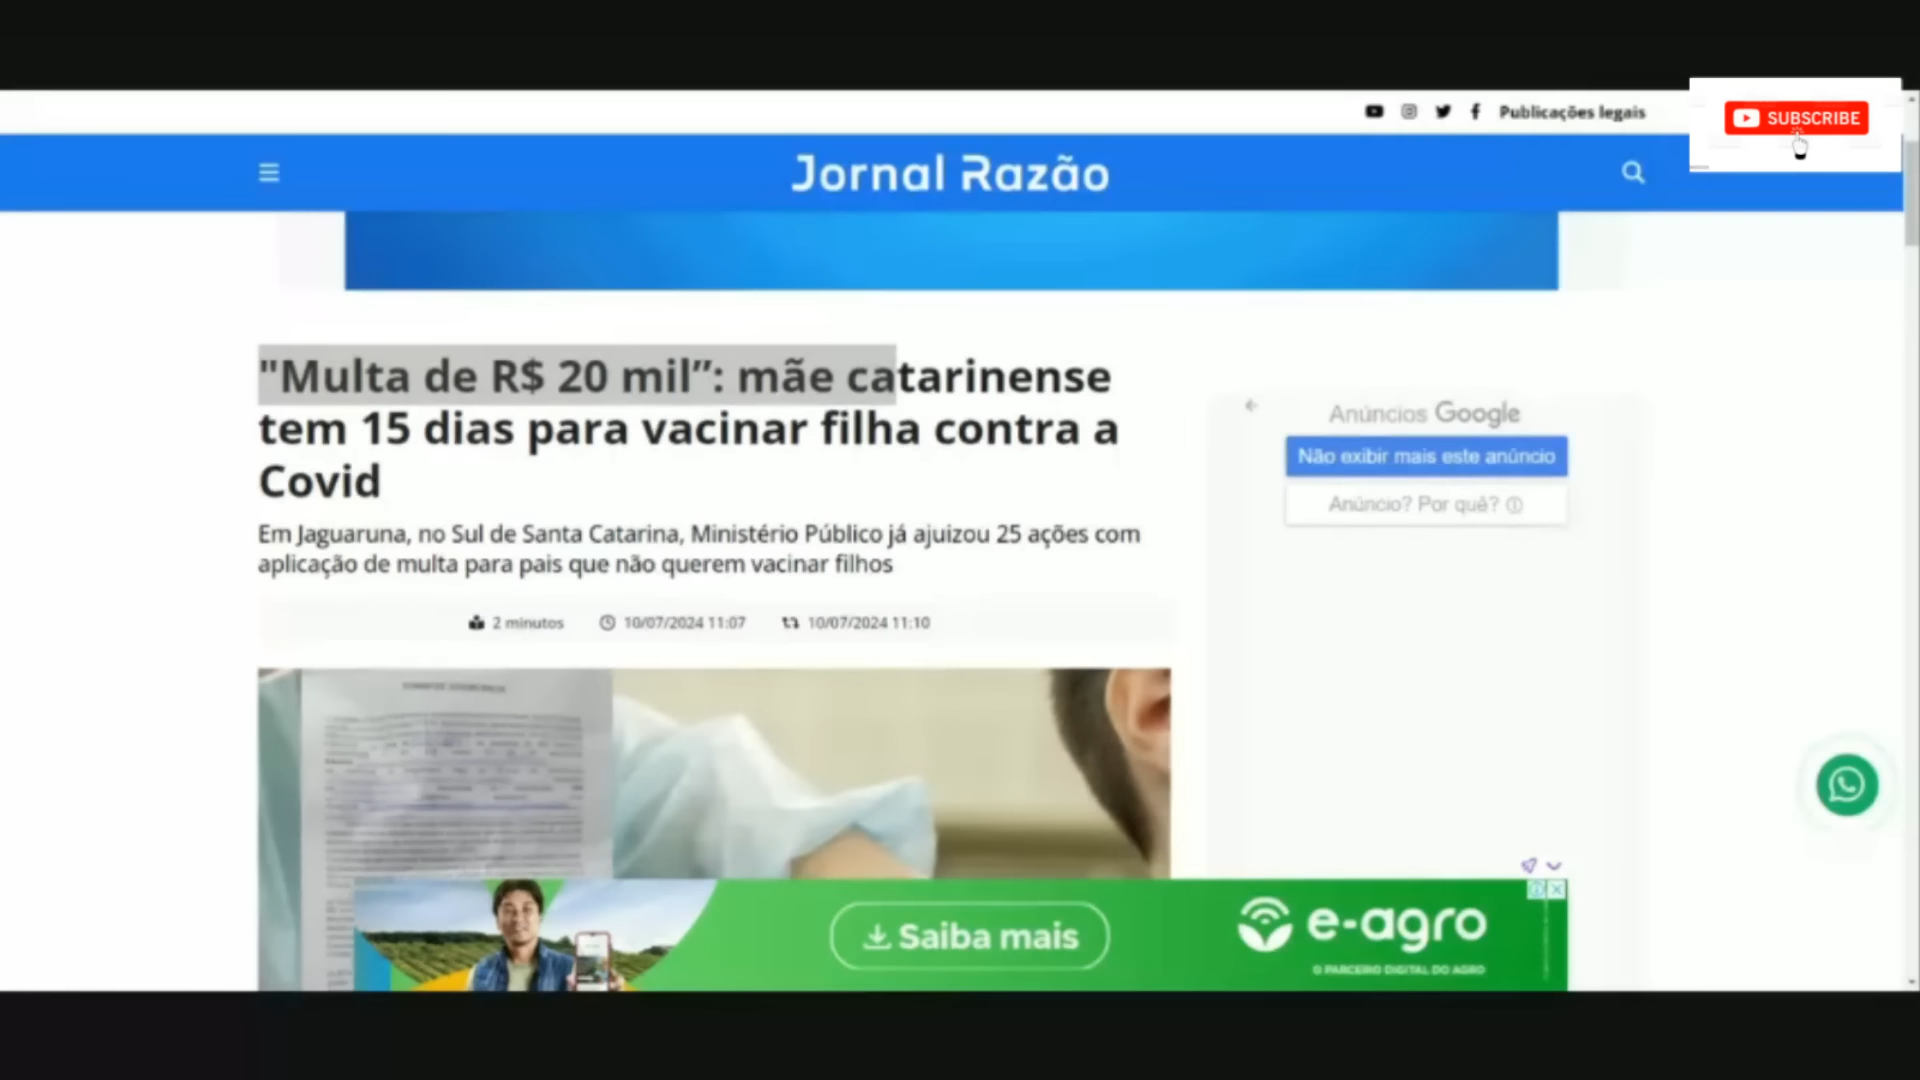 Publicações legais
SUBSCRIBE
Jornal Razão
"Multa de R$ 20 mil”: mãe catarinense
tem 15 dias para vacinar filha contra a
Covid
Em Jaguaruna, no Sul de Santa Catarina, Ministério Público já ajuizou 25 ações com
aplicação de multa para pais que não querem vacinar filhos
2 minutos 10/07/2024 11:07 10/07/2024 11:10
Anúncios Google
Não exibir mais este anúncio
Anúncio? Por quê?
Saiba mais
e-agro
O PARCEIRO DIGITAL DO AGRO